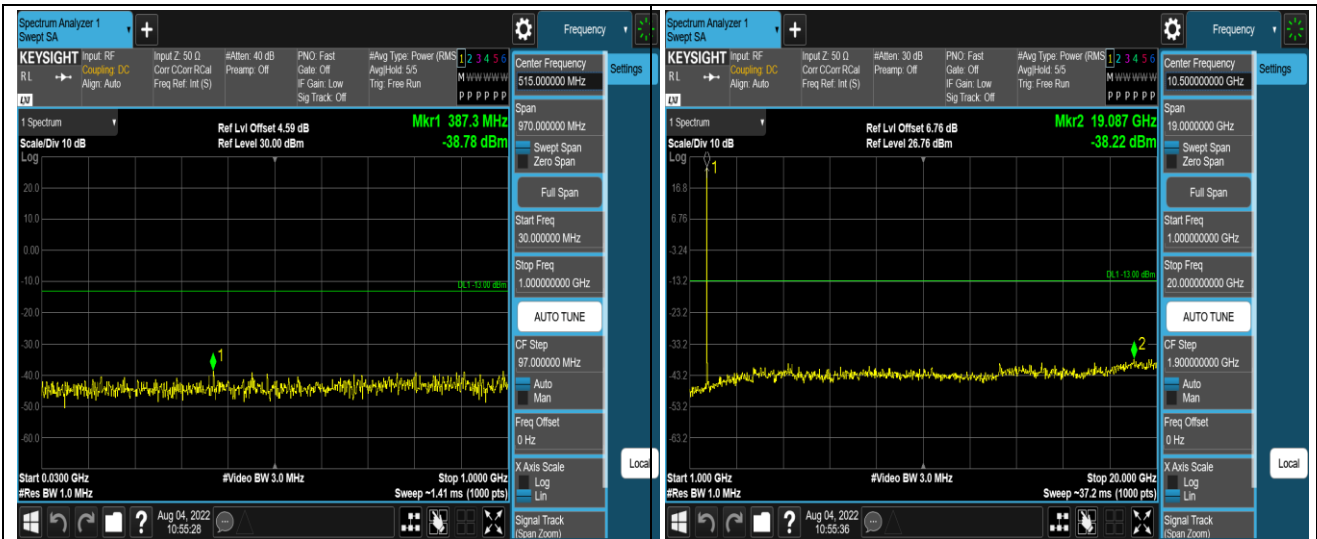 Spectrum Analyzer 1
Swept SA
+
Frequency
KEYSIGHT
Input: RF
Input Z: 50 Ω
#Atten: 40 dB
PNO: Fast
#Avg Type: Power (RMS
1 2 3 4 5 6
RL
Coupling: DC
Corr CCorr RCal
Preamp: Off
Gate: Off
Avg|Hold: 5/5
M W W W W W
Align: Auto
Freq Ref: Int (S)
IF Gain: Low
Trig: Free Run
Sig Track: Off
P P P P P P
LXI
Center Frequency
515.000000 MHz
Settings
1 Spectrum
Ref Lvl Offset 4.59 dB
Mkr1 387.3 MHz
Scale/Div 10 dB
Ref Level 30.00 dBm
-38.78 dBm
Log
20.0
10.0
0.00
-10.0
DL1 -13.00 dBm
-20.0
-30.0
1
-40.0
-50.0
-60.0
Start 0.0300 GHz
#Video BW 3.0 MHz
Stop 1.0000 GHz
#Res BW 1.0 MHz
Sweep ~1.41 ms (1000 pts)
Span
970.000000 MHz
Swept Span
Zero Span
Full Span
Start Freq
30.000000 MHz
Stop Freq
1.000000000 GHz
AUTO TUNE
CF Step
97.000000 MHz
Auto
Man
Freq Offset
0 Hz
X Axis Scale
Log
Lin
Local
Signal Track
(Span Zoom)
?
Aug 04, 2022
10:55:28
Spectrum Analyzer 1
Swept SA
+
Frequency
KEYSIGHT
Input: RF
Input Z: 50 Ω
#Atten: 30 dB
PNO: Fast
#Avg Type: Power (RMS
1 2 3 4 5 6
RL
Coupling: DC
Corr CCorr RCal
Preamp: Off
Gate: Off
Avg|Hold: 5/5
M W W W W W
Align: Auto
Freq Ref: Int (S)
IF Gain: Low
Trig: Free Run
Sig Track: Off
P P P P P P
LXI
Center Frequency
10.500000000 GHz
Settings
1 Spectrum
Ref Lvl Offset 6.76 dB
Mkr2 19.087 GHz
Scale/Div 10 dB
Ref Level 26.76 dBm
-38.22 dBm
Log
1
16.8
6.76
-3.24
DL1 -13.00 dBm
-13.2
-23.2
-33.2
2
-43.2
-53.2
-63.2
Start 1.000 GHz
#Video BW 3.0 MHz
Stop 20.000 GHz
#Res BW 1.0 MHz
Sweep ~37.2 ms (1000 pts)
Span
19.0000000 GHz
Swept Span
Zero Span
Full Span
Start Freq
1.000000000 GHz
Stop Freq
20.000000000 GHz
AUTO TUNE
CF Step
1.900000000 GHz
Auto
Man
Freq Offset
0 Hz
X Axis Scale
Log
Lin
Local
Signal Track
(Span Zoom)
?
Aug 04, 2022
10:55:36